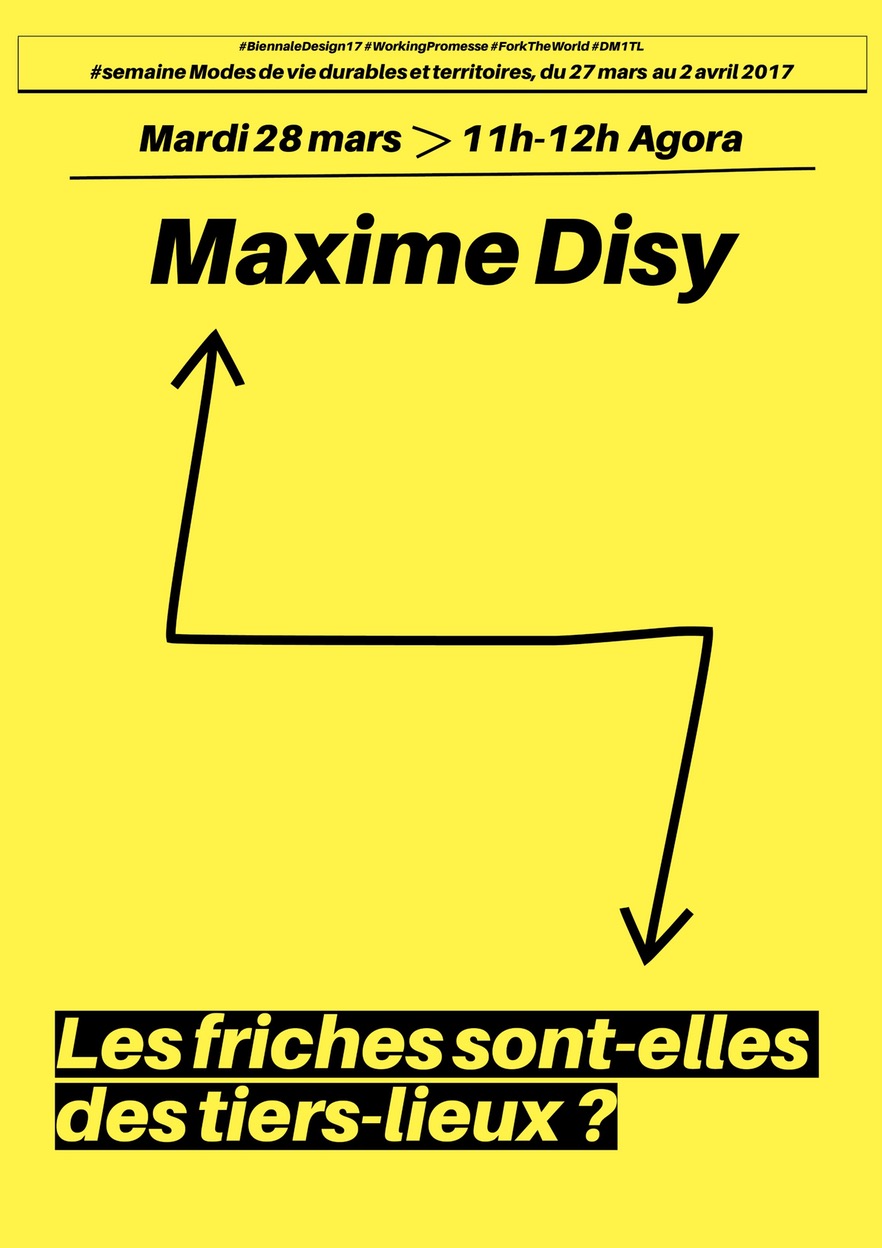 #BiennaleDesign17 #WorkingPromesse #ForkTheWorld #DM1TL
#semaine Modes de vie durables et territoires, du 27 mars au 2 avril 2017
Mardi 28 mars > 11h-12h Agora
Maxime Disy
Les friches sont-elles
des tiers-lieux ?